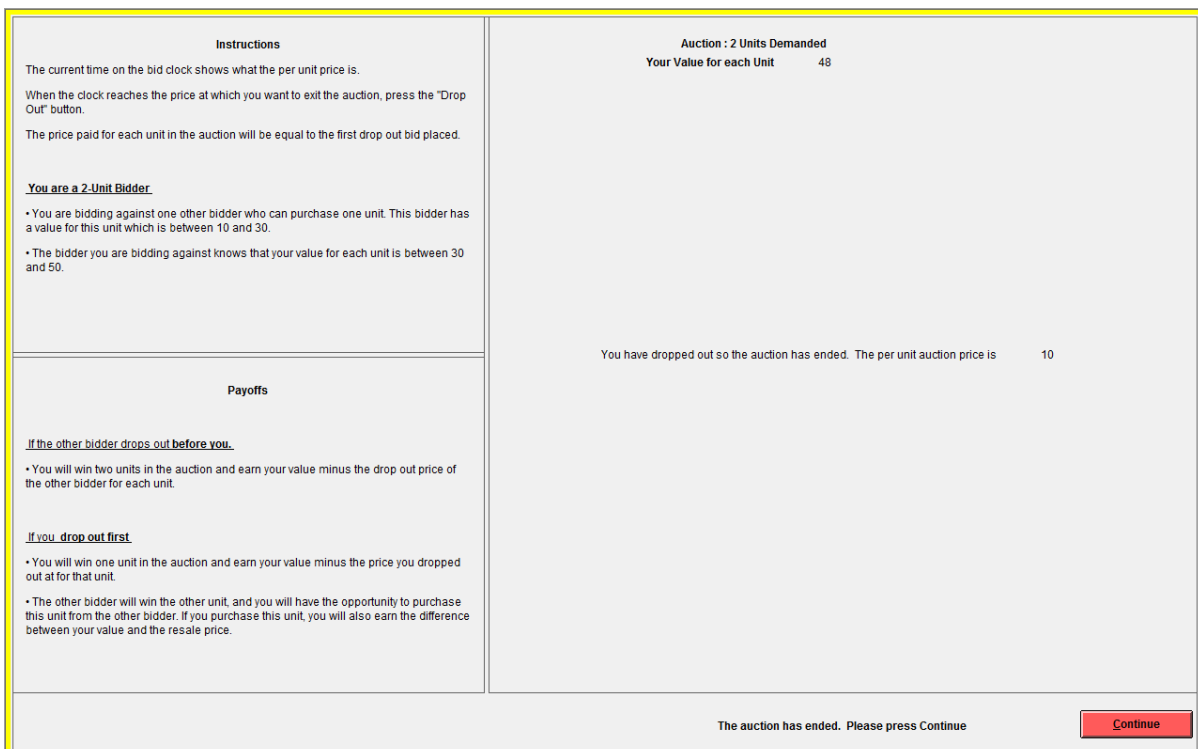 Instructions
The current time on the bid clock shows what the per unit price is.
When the clock reaches the price at which you want to exit the auction, press the "Drop
Out" button.
The price paid for each unit in the auction will be equal to the first drop out bid placed.
You are a 2-Unit Bidder
• You are bidding against one other bidder who can purchase one unit. This bidder has
a value for this unit which is between 10 and 30.
• The bidder you are bidding against knows that your value for each unit is between 30
and 50.
Payoffs
If the other bidder drops out before you.
• You will win two units in the auction and earn your value minus the drop out price of
the other bidder for each unit.
If you drop out first
• You will win one unit in the auction and earn your value minus the price you dropped
out at for that unit.
• The other bidder will win the other unit, and you will have the opportunity to purchase
this unit from the other bidder. If you purchase this unit, you will also earn the difference
between your value and the resale price.
Auction : 2 Units Demanded
Your Value for each Unit 48
You have dropped out so the auction has ended. The per unit auction price is 10
The auction has ended. Please press Continue
Continue